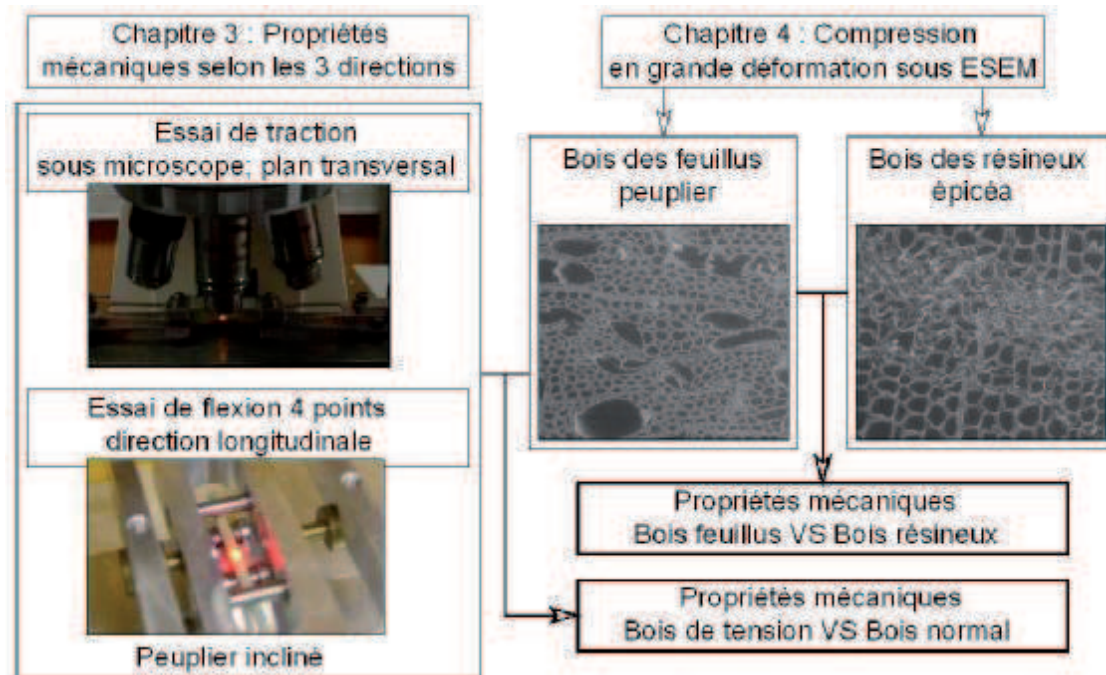 Chapitre 3 : Propriétés
mécaniques selon les 3 directions
Essai de traction
sous microscope, plan transversal
Essai de flexion 4 points
direction longitudinale
Peuplier incliné
Chapitre 4 : Compression
en grande déformation sous ESEM
Bois des feuillus
peuplier
Bois des résineux
épicéa
Propriétés mécaniques
Bois feuillus VS Bois résineux
Propriétés mécaniques
Bois de tension VS Bois normal